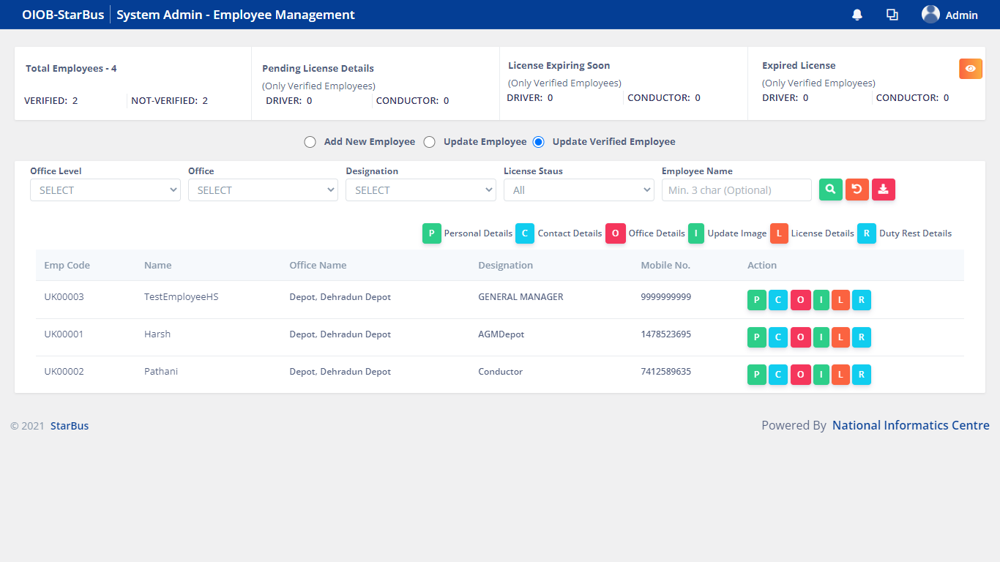 OIOB-StarBus System Admin - Employee Management Admin
Total Employees - 4
VERIFIED: 2 NOT-VERIFIED: 2
Pending License Details
(Only Verified Employees)
DRIVER: 0 CONDUCTOR: 0
License Expiring Soon
(Only Verified Employees)
DRIVER: 0 CONDUCTOR: 0
Expired License
(Only Verified Employees)
DRIVER: 0 CONDUCTOR: 0
Add New Employee Update Employee Update Verified Employee
Office Level Office Designation License Staus Employee Name
SELECT SELECT SELECT All Min. 3 char (Optional)
P Personal Details C Contact Details O Office Details I Update Image L License Details R Duty Rest Details
Emp Code Name Office Name Designation Mobile No. Action
UK00003 TestEmployeeHS Depot, Dehradun Depot GENERAL MANAGER 9999999999 P C O I L R
UK00001 Harsh Depot, Dehradun Depot AGMDepot 1478523695 P C O I L R
UK00002 Pathani Depot, Dehradun Depot Conductor 7412589635 P C O I L R
© 2021 StarBus Powered By National Informatics Centre